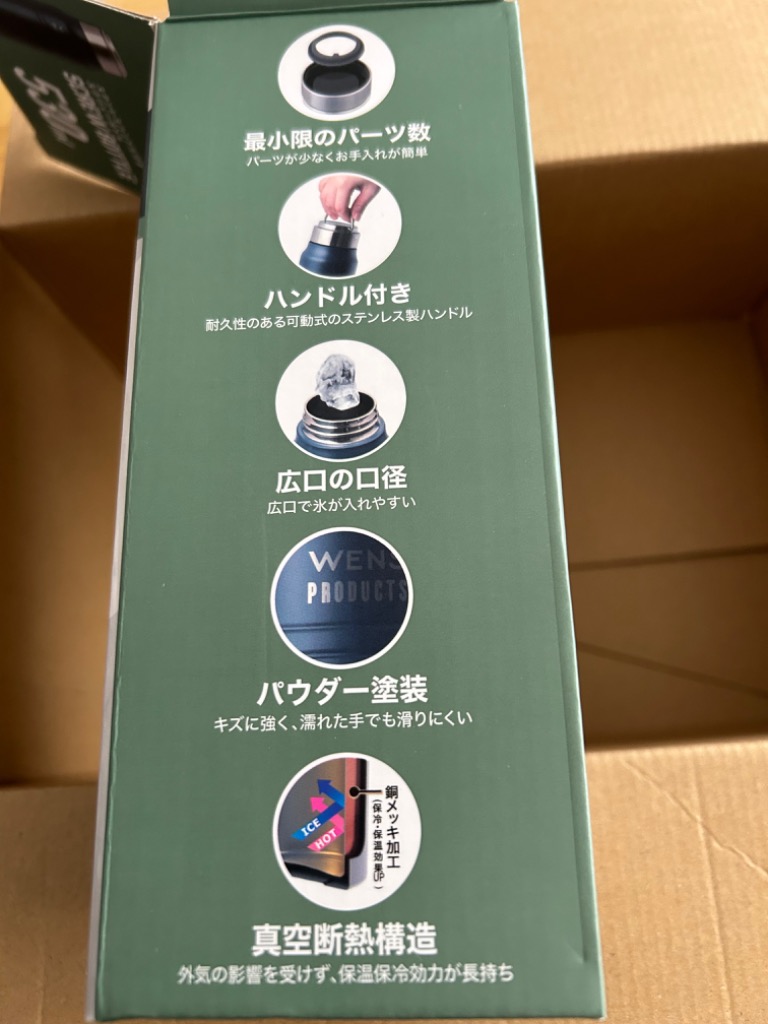 最小限のパーツ数
パーツが少なくお手入れが簡単
ハンドル付き
耐久性のある可動式のステンレス製ハンドル
広口の口径
広口で氷が入れやすい
WENS
PRODUCTS
パウダー塗装
キズに強く、濡れた手でも滑りにくい
ICE
HOT
銅メッキ加工
(保冷・保温効果UP)
真空断熱構造
外気の影響を受けず、保温保冷効力が長持ち